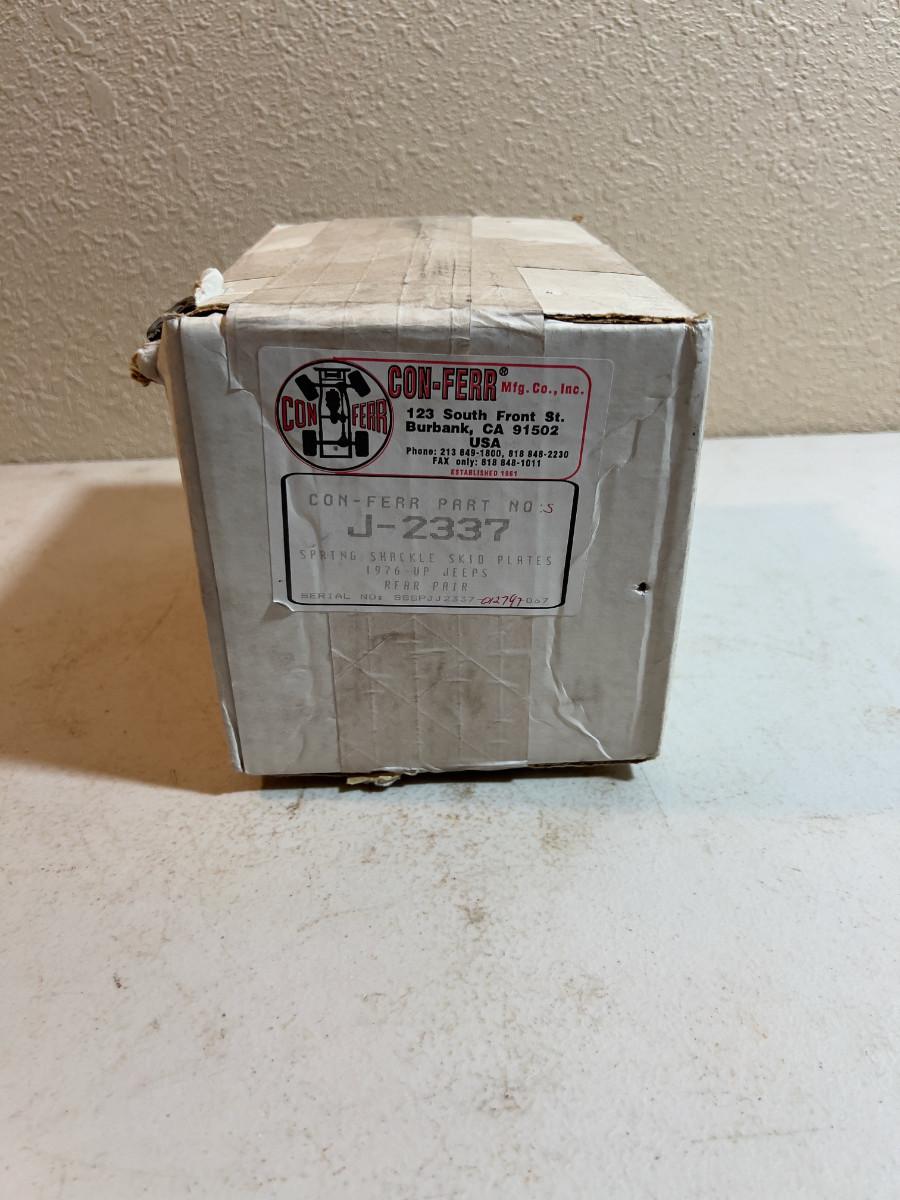 CON FERR
CON-FERR® Mfg. Co., Inc.
123 South Front St.
Burbank, CA 91502
USA
Phone: 213 849-1800, 818 848-2230
FAX only: 818 848-1011
ESTABLISHED 1961
CON-FERR PART NO:S
J-2337
SPRING SHACKLE SKID PLATES
1976-UP JEEPS
REAR PAIR
SERIAL NO: